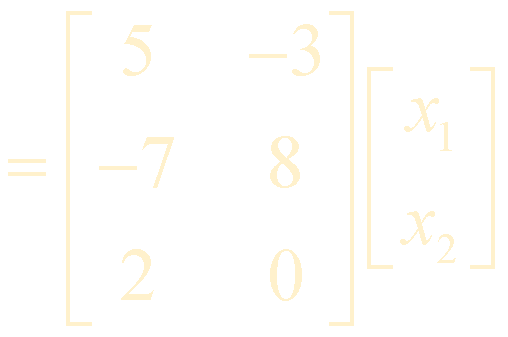 = [ 5 −3
−7 8
2 0 ] [ x₁
x₂ ]